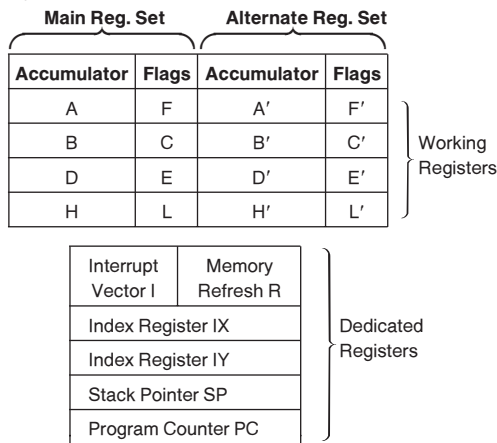 Main Reg. Set Alternate Reg. Set
Accumulator Flags Accumulator Flags
A F A′ F′
B C B′ C′
D E D′ E′
H L H′ L′
Working
Registers
Interrupt
Vector I
Memory
Refresh R
Index Register IX
Index Register IY
Stack Pointer SP
Program Counter PC
Dedicated
Registers